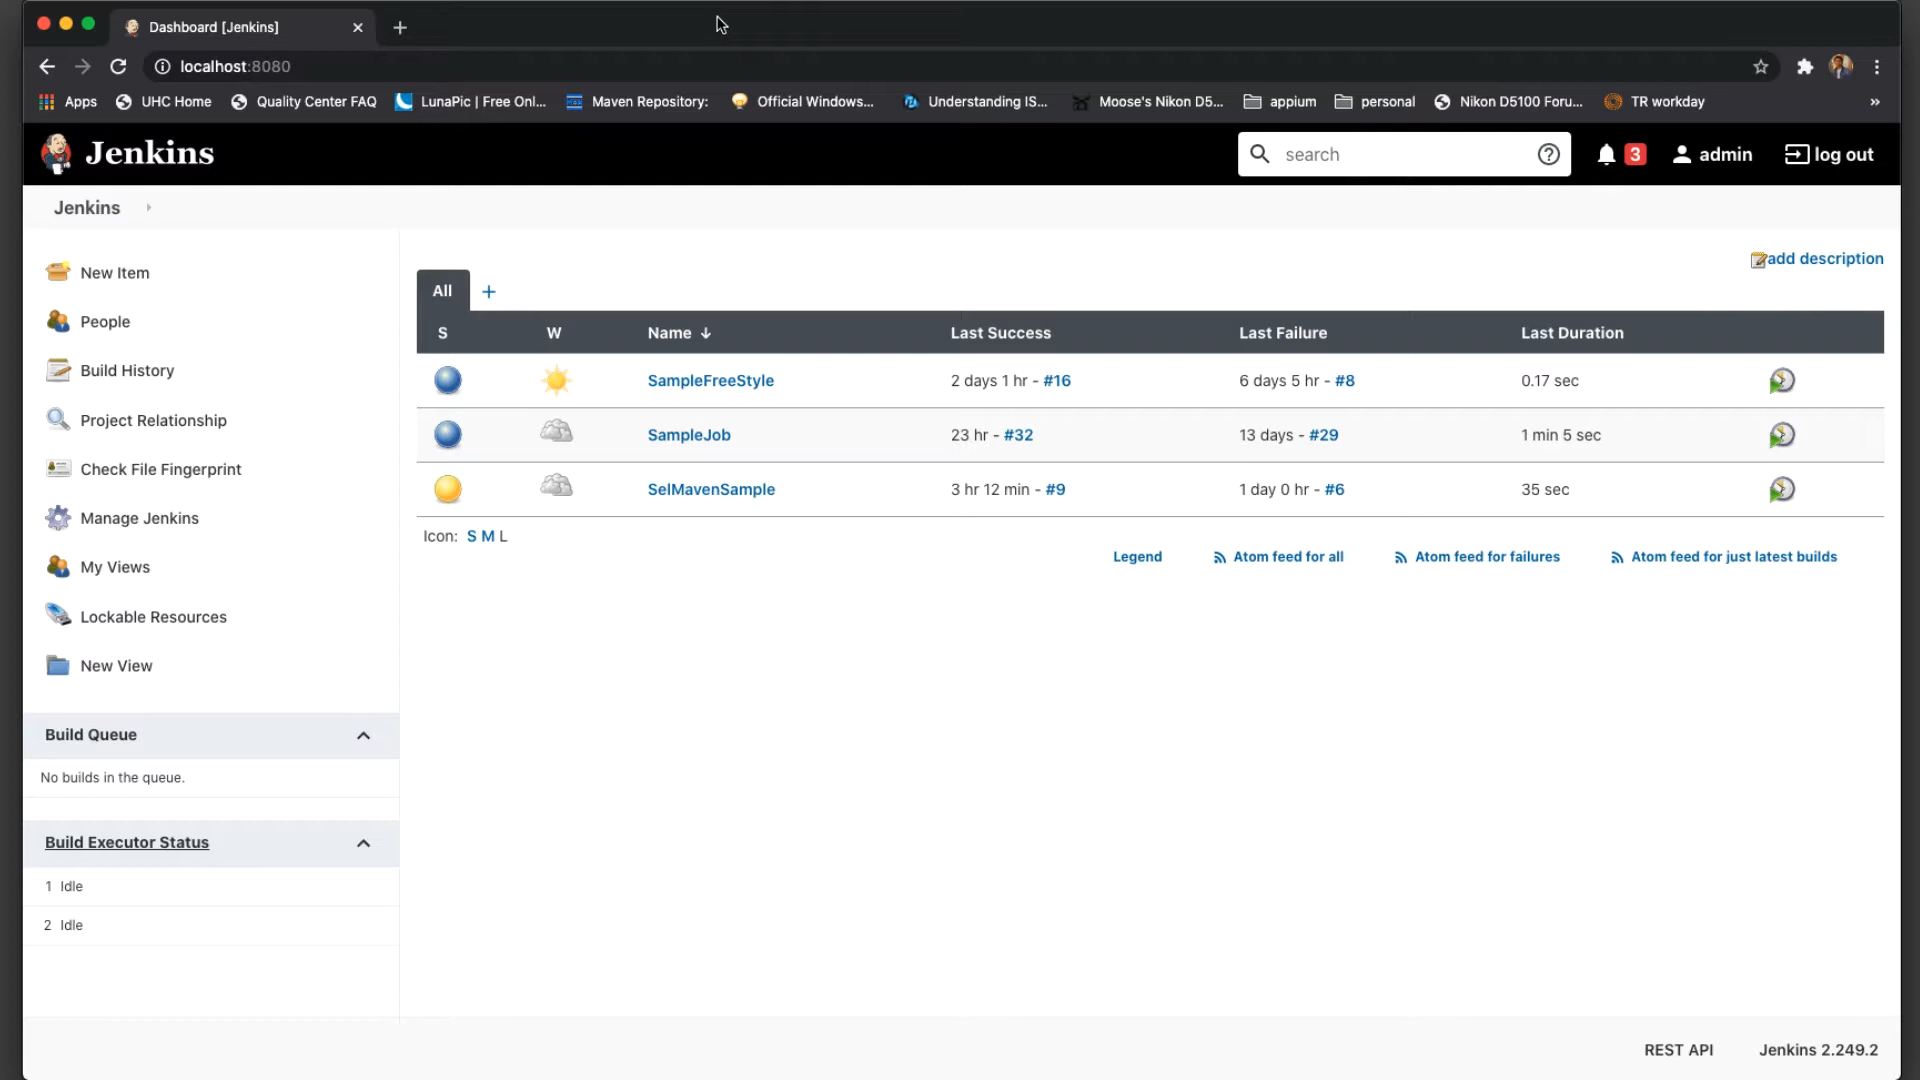 Dashboard [Jenkins]
localhost:8080
Apps UHC Home Quality Center FAQ LunaPic | Free Onl... Maven Repository: Official Windows... Understanding IS... Moose's Nikon D5... appium personal Nikon D5100 Foru... TR workday »
Jenkins search 3 admin log out
Jenkins
add description
New Item
People
Build History
Project Relationship
Check File Fingerprint
Manage Jenkins
My Views
Lockable Resources
New View
Build Queue
No builds in the queue.
Build Executor Status
1 Idle
2 Idle
All +
S W Name ↓ Last Success Last Failure Last Duration
SampleFreeStyle 2 days 1 hr - #16 6 days 5 hr - #8 0.17 sec
SampleJob 23 hr - #32 13 days - #29 1 min 5 sec
SelMavenSample 3 hr 12 min - #9 1 day 0 hr - #6 35 sec
Icon: S M L
Legend Atom feed for all Atom feed for failures Atom feed for just latest builds
REST API Jenkins 2.249.2